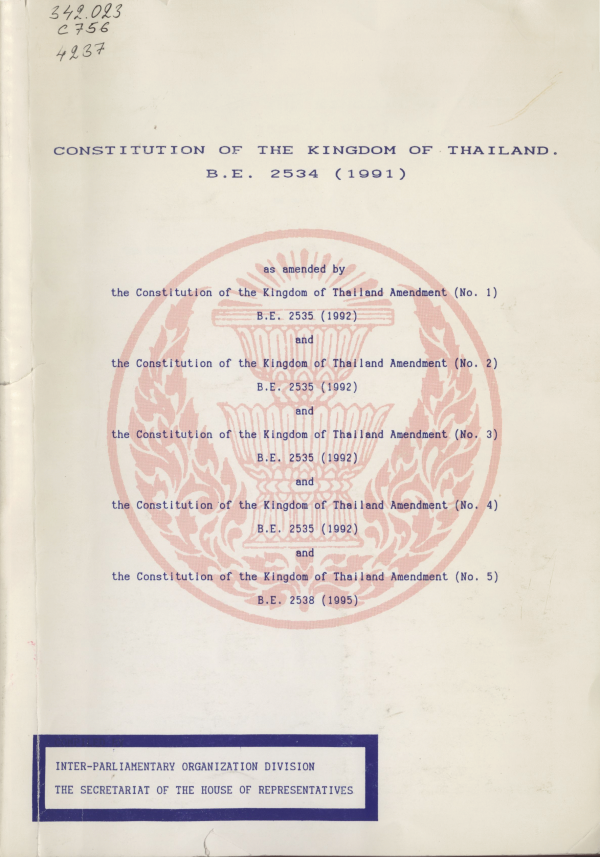 342.023
C756
4237
CONSTITUTION OF THE KINGDOM OF THAILAND.
B.E. 2534 (1991)
as amended by
the Constitution of the Kingdom of Thailand Amendment (No. 1)
B.E. 2535 (1992)
and
the Constitution of the Kingdom of Thailand Amendment (No. 2)
B.E. 2535 (1992)
and
the Constitution of the Kingdom of Thailand Amendment (No. 3)
B.E. 2535 (1992)
and
the Constitution of the Kingdom of Thailand Amendment (No. 4)
B.E. 2535 (1992)
and
the Constitution of the Kingdom of Thailand Amendment (No. 5)
B.E. 2538 (1995)
INTER-PARLIAMENTARY ORGANIZATION DIVISION
THE SECRETARIAT OF THE HOUSE OF REPRESENTATIVES